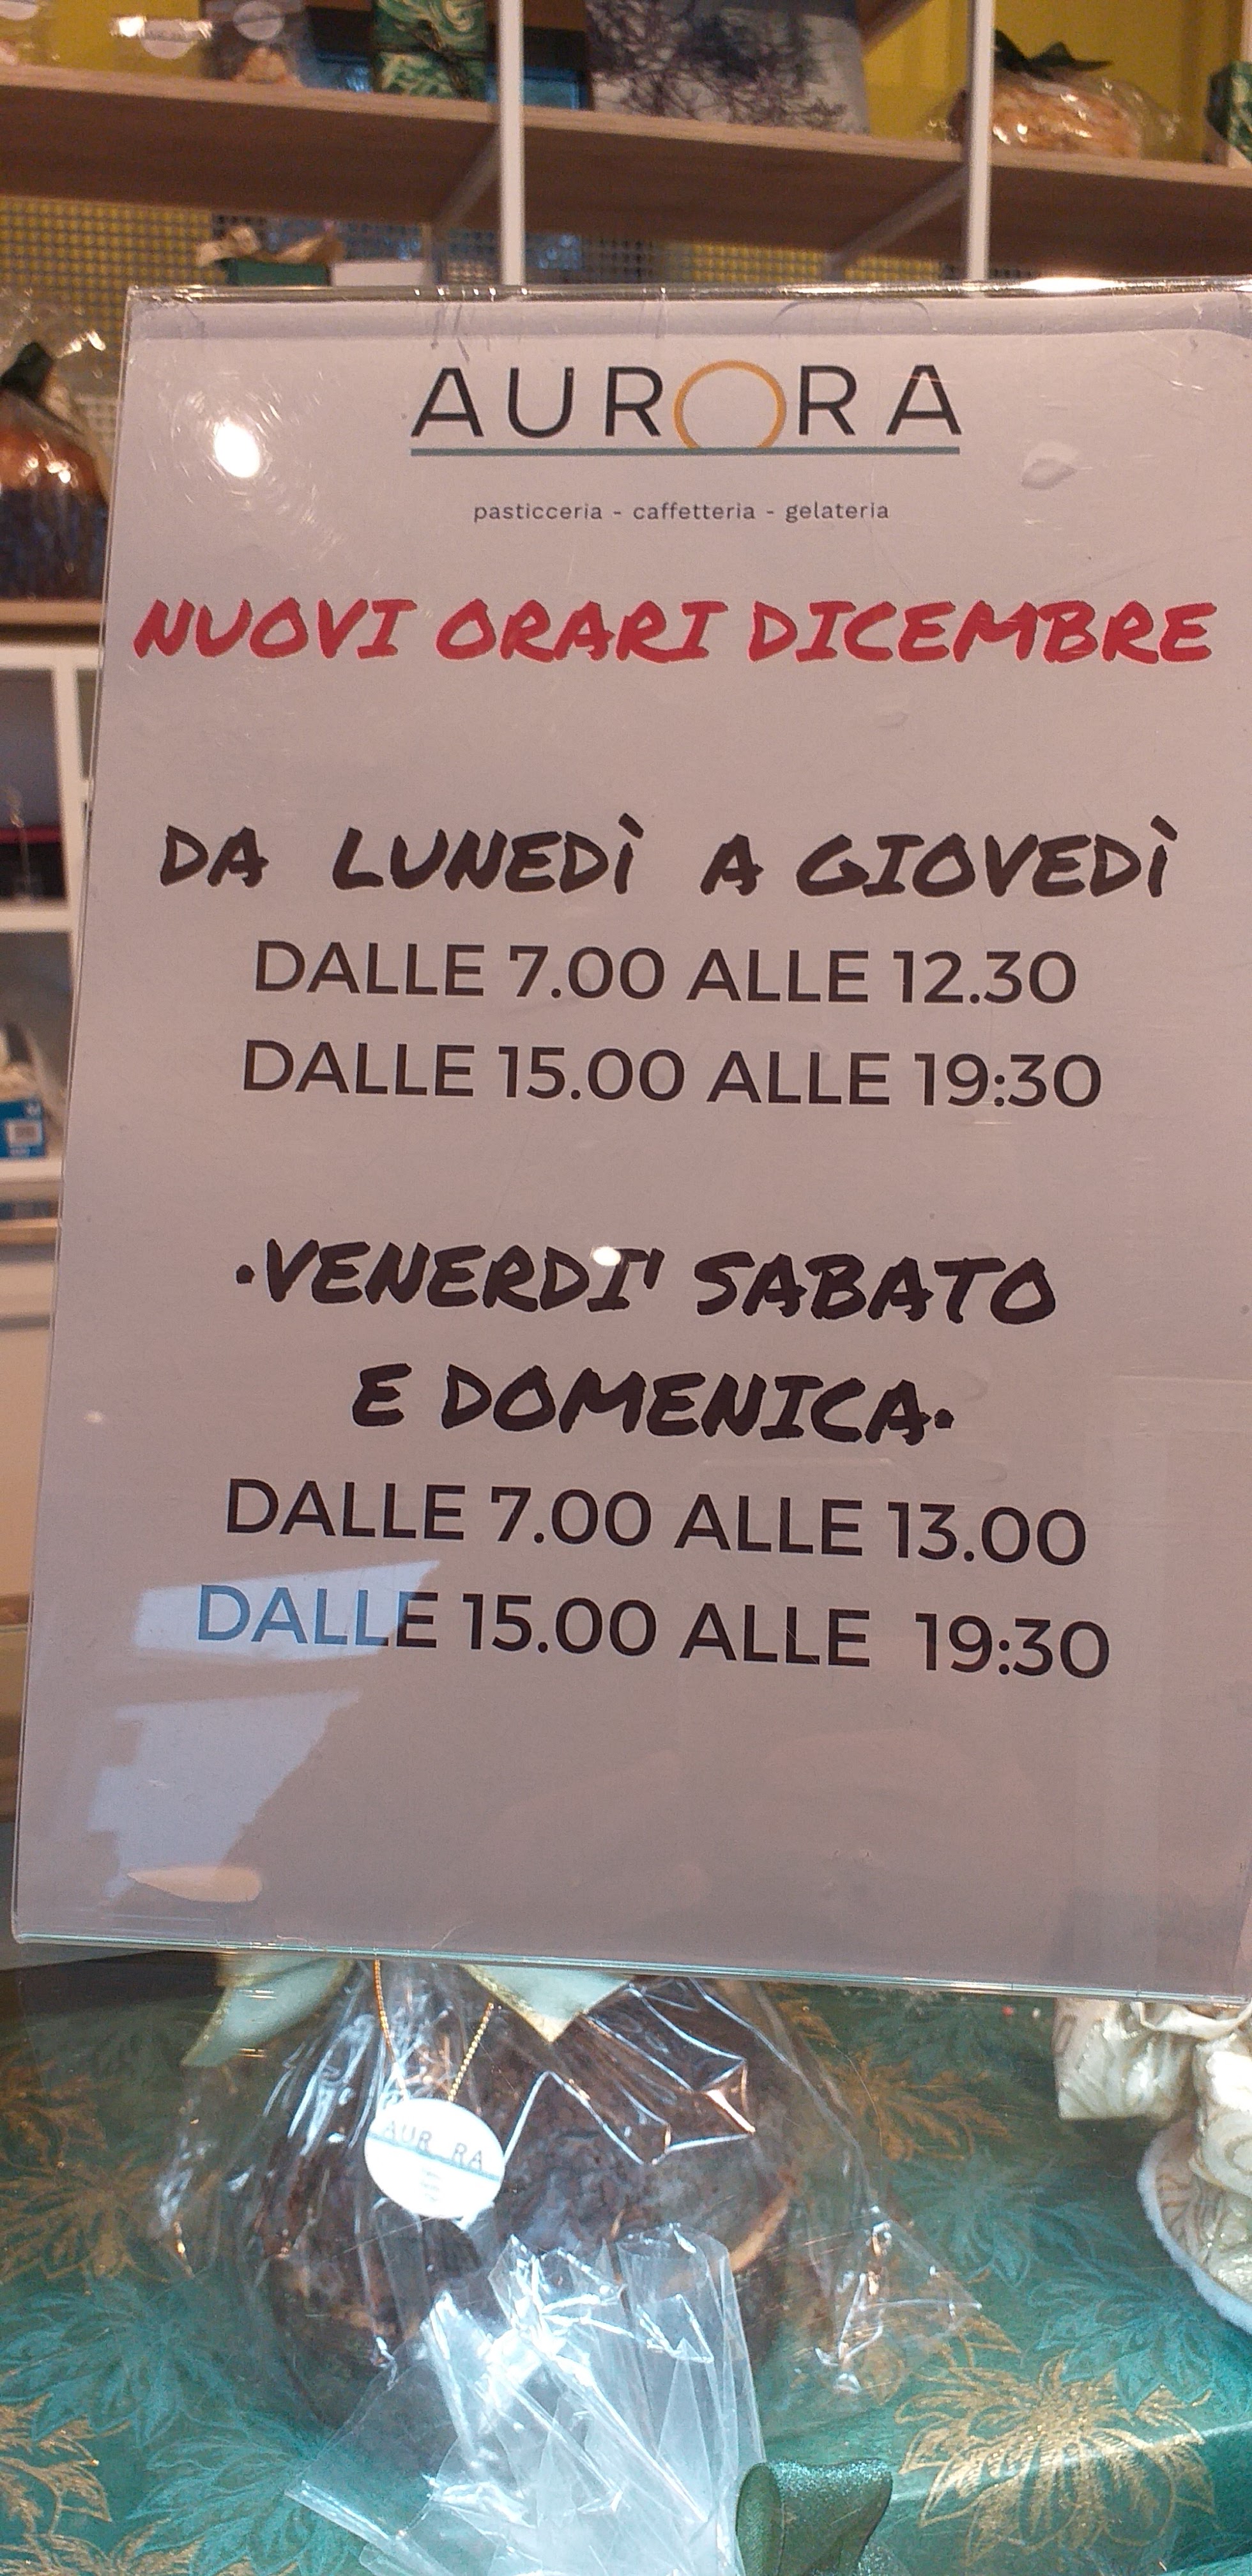 AURORA
pasticceria - caffetteria - gelateria
NUOVI ORARI DICEMBRE
DA LUNEDÌ A GIOVEDÌ
DALLE 7.00 ALLE 12.30
DALLE 15.00 ALLE 19:30
·VENERDI' SABATO
E DOMENICA·
DALLE 7.00 ALLE 13.00
DALLE 15.00 ALLE 19:30
AURORA